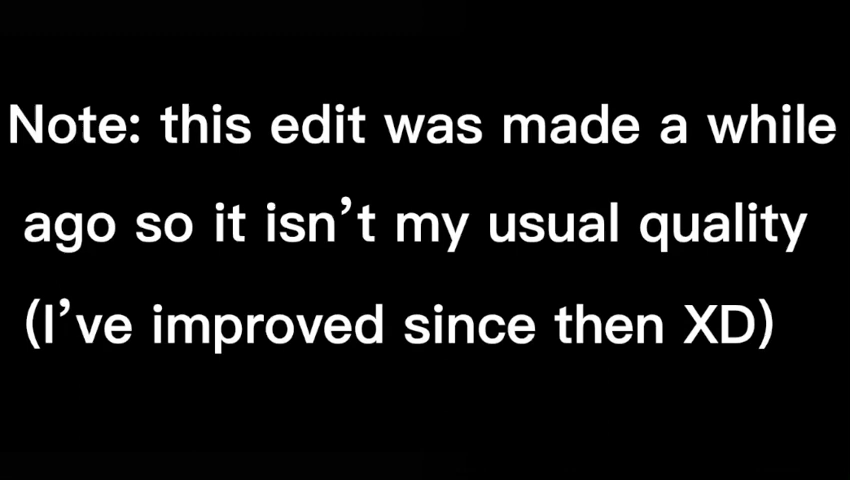 Note: this edit was made a while
ago so it isn’t my usual quality
(I’ve improved since then XD)